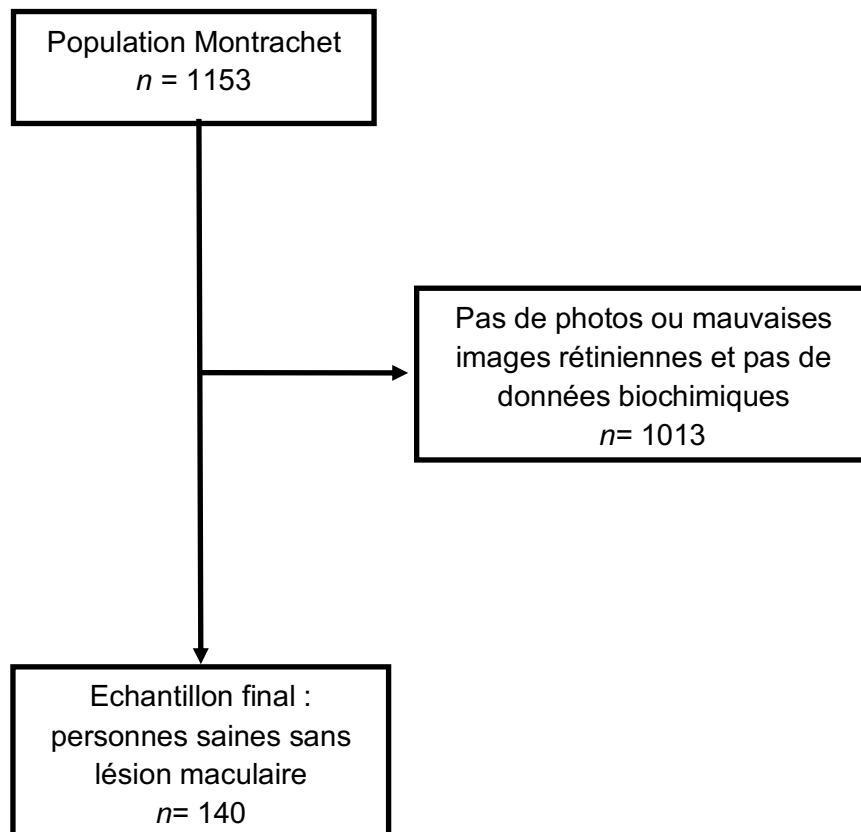 Population Montrachet
n = 1153
Pas de photos ou mauvaises
images rétiniennes et pas de
données biochimiques
n= 1013
Echantillon final :
personnes saines sans
lésion maculaire
n= 140